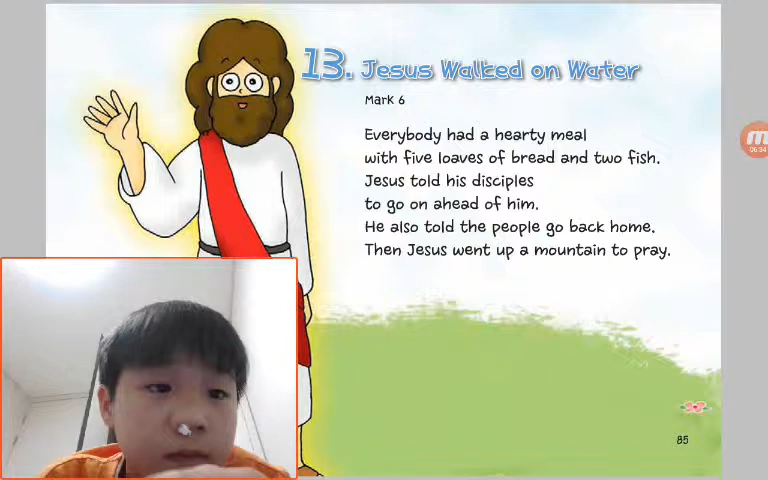 13. Jesus Walked on Water
Mark 6
Everybody had a hearty meal
with five loaves of bread and two fish.
Jesus told his disciples
to go on ahead of him.
He also told the people go back home.
Then Jesus went up a mountain to pray.
85
M
06:34